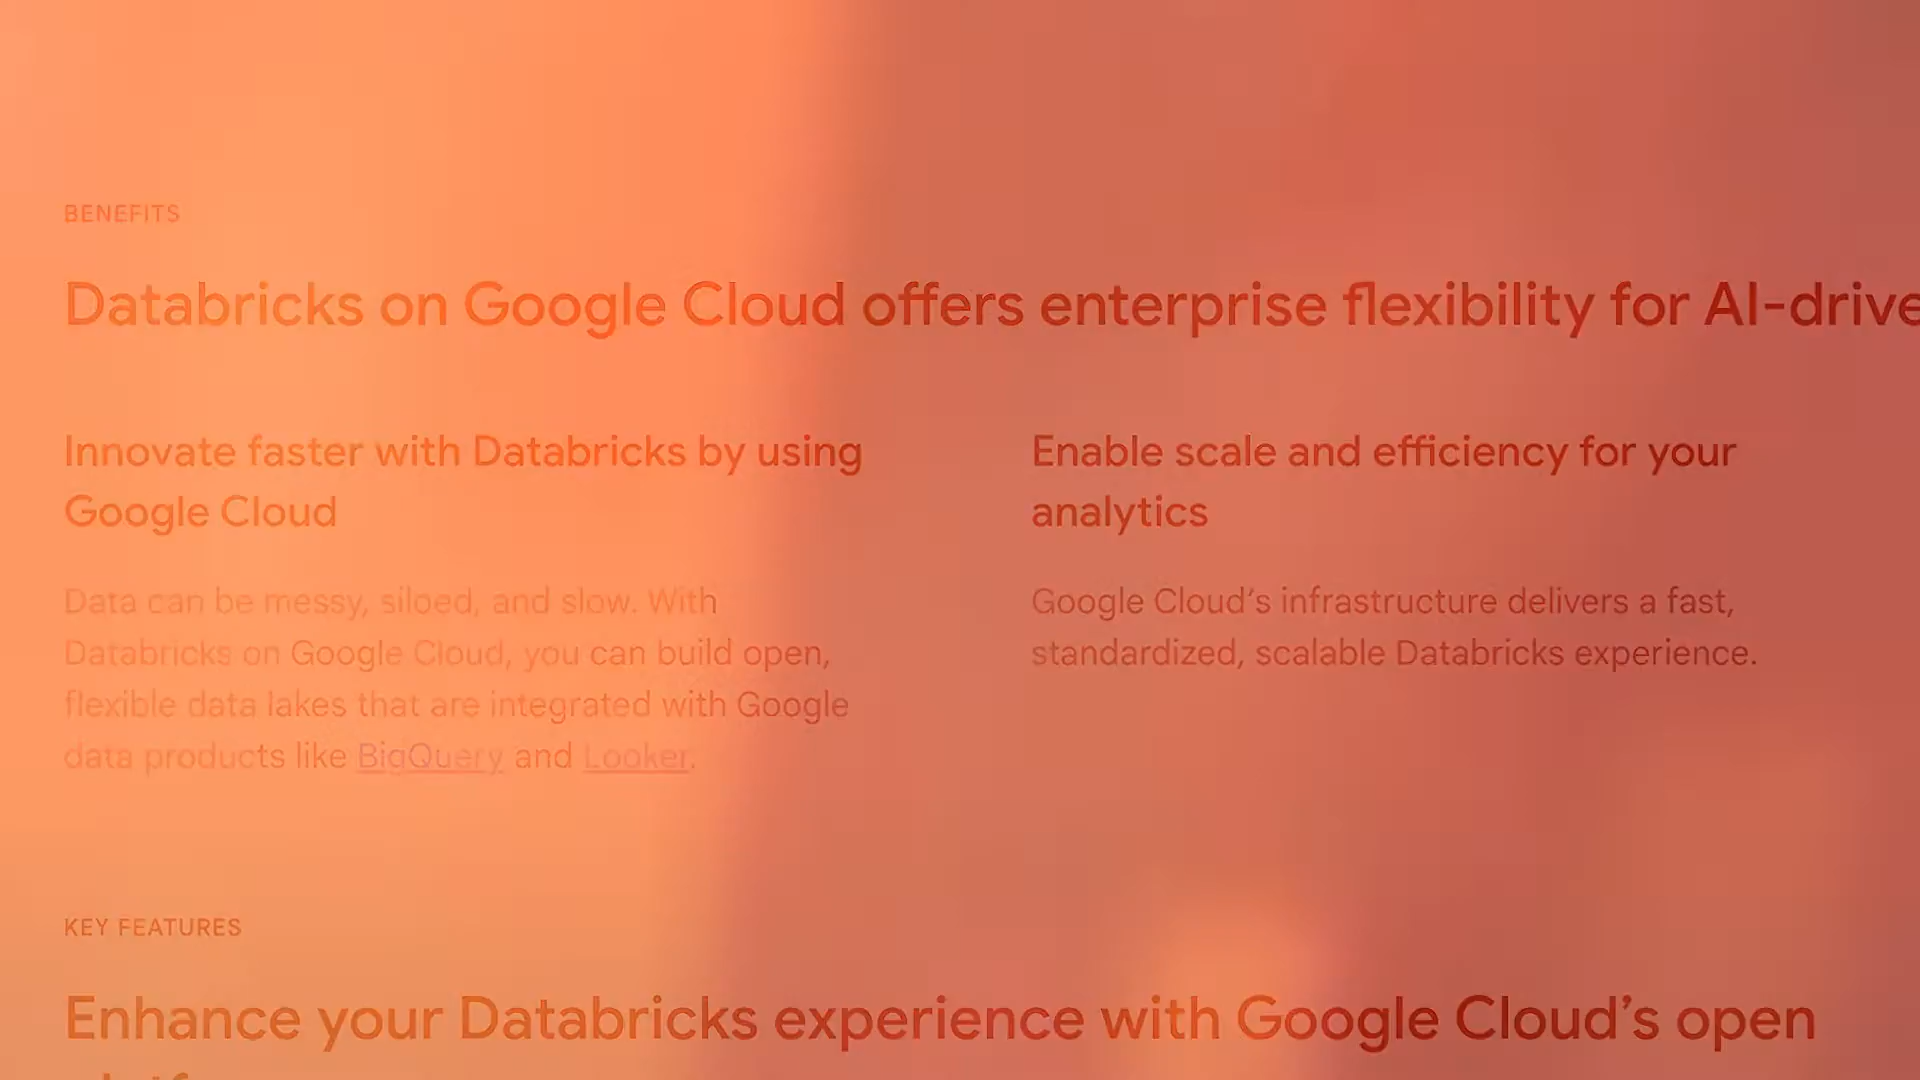 BENEFITS
Databricks on Google Cloud offers enterprise flexibility for AI-drive
Innovate faster with Databricks by using
Google Cloud
Data can be messy, siloed, and slow. With
Databricks on Google Cloud, you can build open,
flexible data lakes that are integrated with Google
data products like BigQuery and Looker.
Enable scale and efficiency for your
analytics
Google Cloud’s infrastructure delivers a fast,
standardized, scalable Databricks experience.
KEY FEATURES
Enhance your Databricks experience with Google Cloud’s open